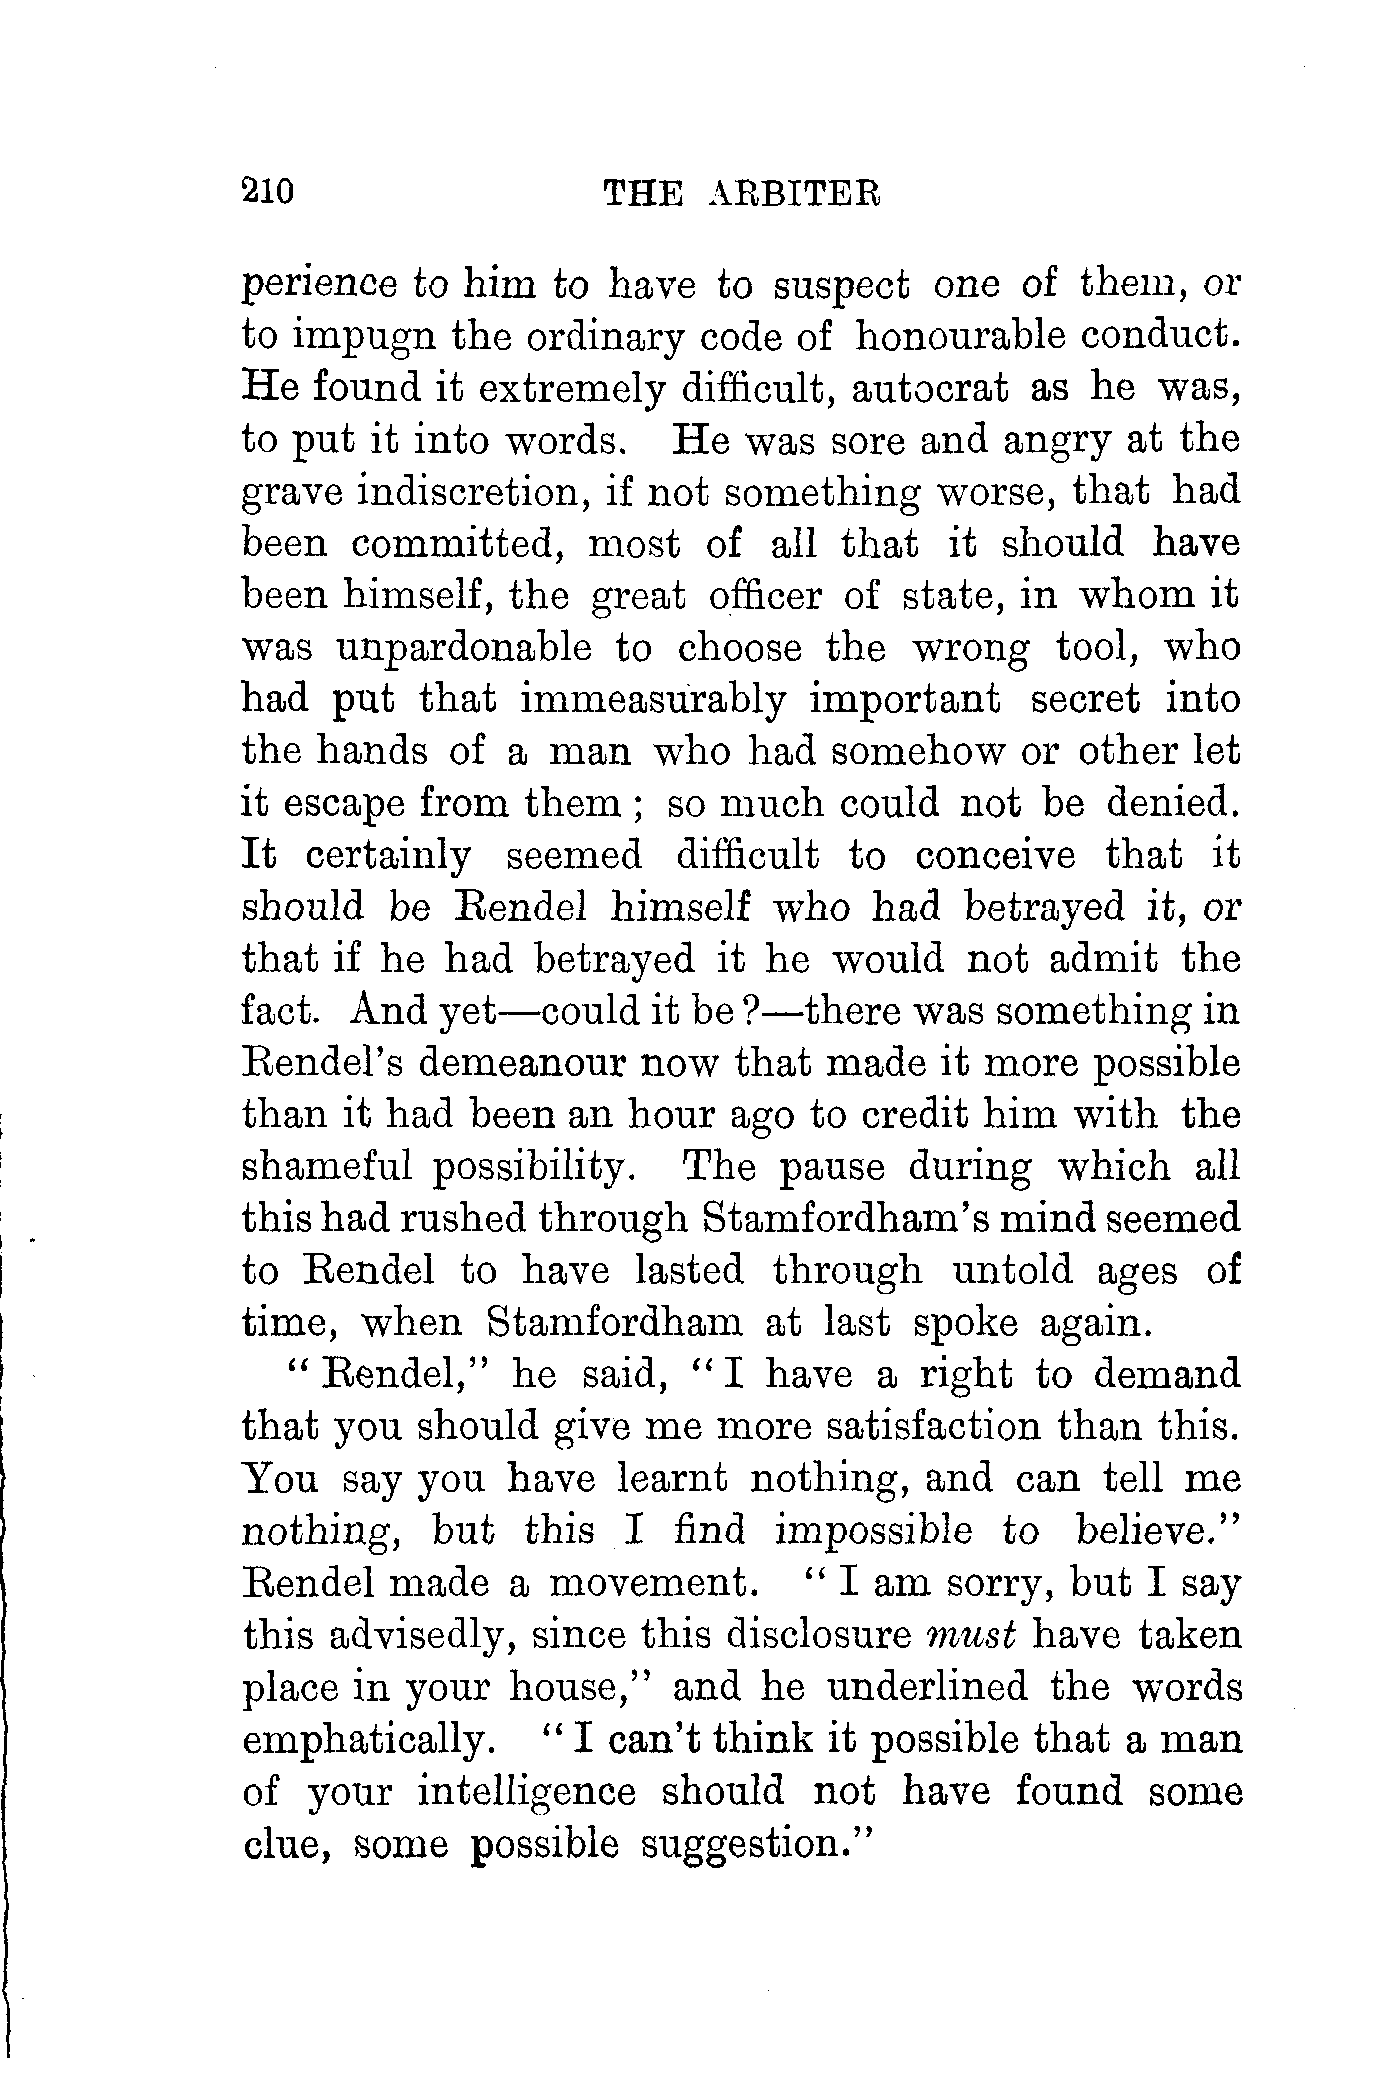 210 THE ARBITER
perience to him to have to suspect one of them, or
to impugn the ordinary code of honourable conduct.
He found it extremely difficult, autocrat as he was,
to put it into words. He was sore and angry at the
grave indiscretion, if not something worse, that had
been committed, most of all that it should have
been himself, the great officer of state, in whom it
was unpardonable to choose the wrong tool, who
had put that immeasurably important secret into
the hands of a man who had somehow or other let
it escape from them ; so much could not be denied.
It certainly seemed difficult to conceive that it
should be Rendel himself who had betrayed it, or
that if he had betrayed it he would not admit the
fact. And yet—could it be ?—there was something in
Rendel's demeanour now that made it more possible
than it had been an hour ago to credit him with the
shameful possibility. The pause during which all
this had rushed through Stamfordham's mind seemed
to Rendel to have lasted through untold ages of
time, when Stamfordham at last spoke again.
“ Rendel,” he said, “ I have a right to demand
that you should give me more satisfaction than this.
You say you have learnt nothing, and can tell me
nothing, but this I find impossible to believe.”
Rendel made a movement. “ I am sorry, but I say
this advisedly, since this disclosure must have taken
place in your house,” and he underlined the words
emphatically. “ I can't think it possible that a man
of your intelligence should not have found some
clue, some possible suggestion.”